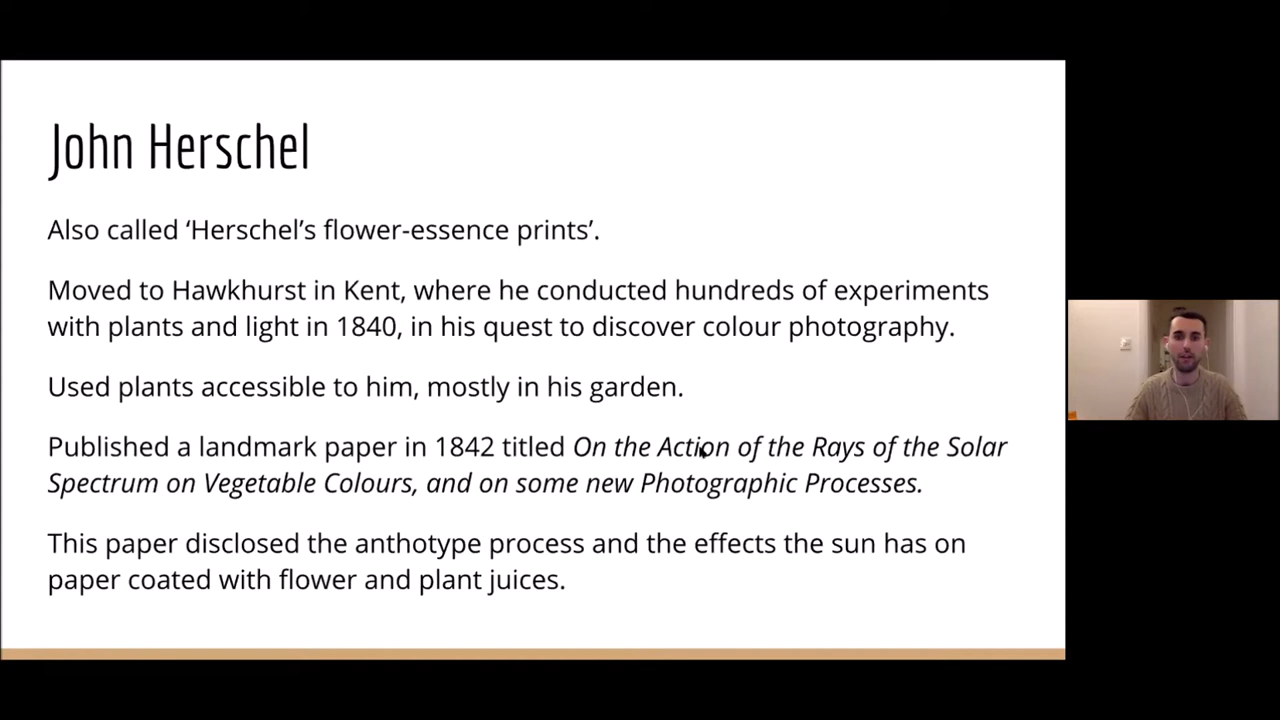 John Herschel
Also called ‘Herschel’s flower-essence prints’.
Moved to Hawkhurst in Kent, where he conducted hundreds of experiments
with plants and light in 1840, in his quest to discover colour photography.
Used plants accessible to him, mostly in his garden.
Published a landmark paper in 1842 titled On the Action of the Rays of the Solar
Spectrum on Vegetable Colours, and on some new Photographic Processes.
This paper disclosed the anthotype process and the effects the sun has on
paper coated with flower and plant juices.